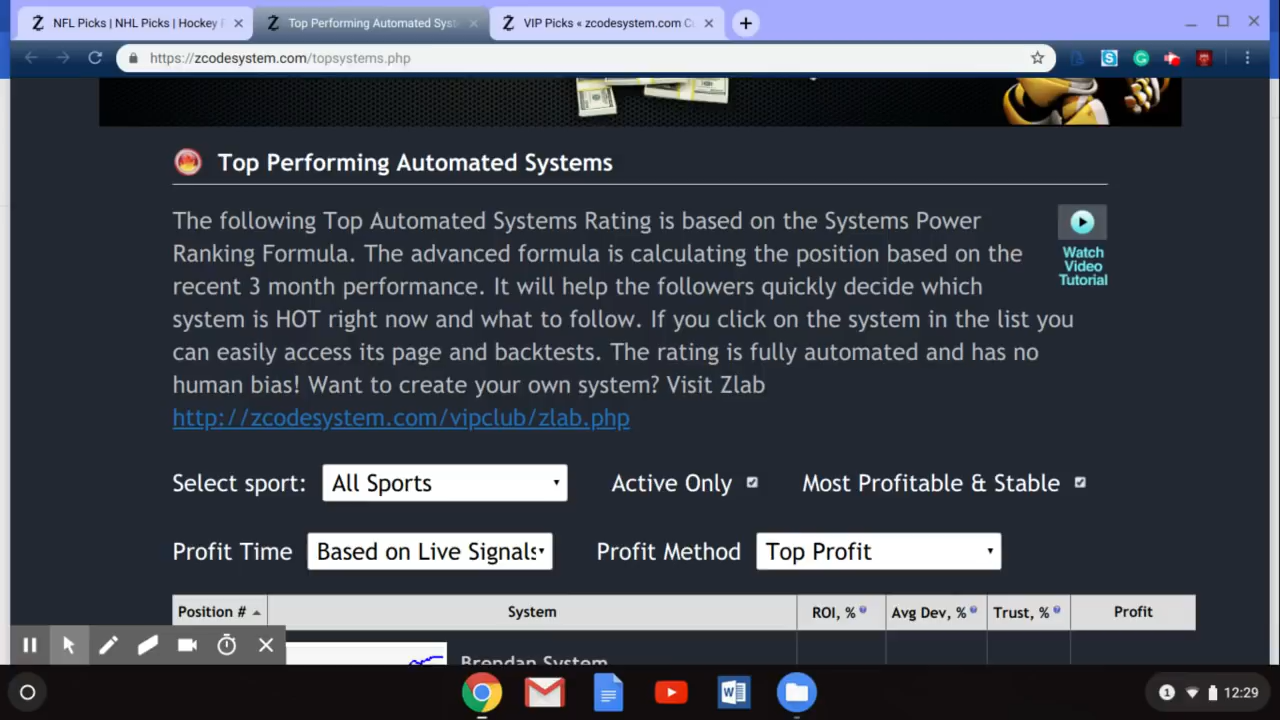 NFL Picks | NHL Picks | Hockey
Top Performing Automated Syst
VIP Picks « zcodesystem.com C
https://zcodesystem.com/topsystems.php
Top Performing Automated Systems
The following Top Automated Systems Rating is based on the Systems Power
Ranking Formula. The advanced formula is calculating the position based on the
recent 3 month performance. It will help the followers quickly decide which
system is HOT right now and what to follow. If you click on the system in the list you
can easily access its page and backtests. The rating is fully automated and has no
human bias! Want to create your own system? Visit Zlab
http://zcodesystem.com/vipclub/zlab.php
Watch
Video
Tutorial
Select sport: All Sports Active Only Most Profitable & Stable
Profit Time Based on Live Signals Profit Method Top Profit
Position # System ROI, % Avg Dev, % Trust, % Profit
Brendan System
1 12:29